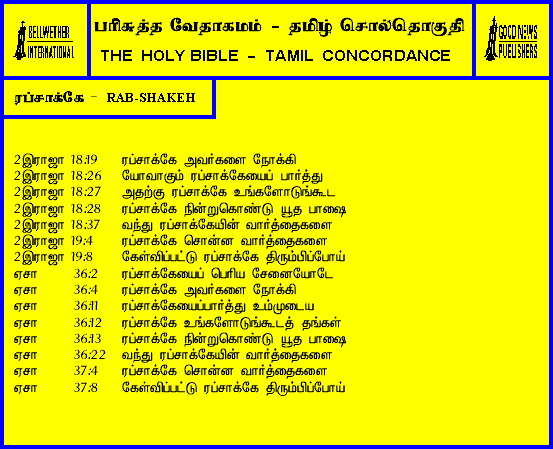 BELLWETHER INTERNATIONAL
பரிசுத்த வேதாகமம் - தமிழ் சொல்தொகுதி
THE HOLY BIBLE - TAMIL CONCORDANCE
GOOD NEWS PUBLISHERS
ரப்சாக்கே - RAB-SHAKEH
2இராஜா 18:19 ரப்சாக்கே அவர்களை நோக்கி
2இராஜா 18:26 யோவாகும் ரப்சாக்கேயைப் பார்த்து
2இராஜா 18:27 அதற்கு ரப்சாக்கே உங்களோடுங்கூட
2இராஜா 18:28 ரப்சாக்கே நின்றுகொண்டு யூத பாஷை
2இராஜா 18:37 வந்து ரப்சாக்கேயின் வார்த்தைகளை
2இராஜா 19:4 ரப்சாக்கே சொன்ன வார்த்தைகளை
2இராஜா 19:8 கேள்விப்பட்டு ரப்சாக்கே திரும்பிப்போய்
ஏசா 36:2 ரப்சாக்கேயைப் பெரிய சேனையோடே
ஏசா 36:4 ரப்சாக்கே அவர்களை நோக்கி
ஏசா 36:11 ரப்சாக்கேயைப்பார்த்து உம்முடைய
ஏசா 36:12 ரப்சாக்கே உங்களோடுங்கூடத் தங்கள்
ஏசா 36:13 ரப்சாக்கே நின்றுகொண்டு யூத பாஷை
ஏசா 36:22 வந்து ரப்சாக்கேயின் வார்த்தைகளை
ஏசா 37:4 ரப்சாக்கே சொன்ன வார்த்தைகளை
ஏசா 37:8 கேள்விப்பட்டு ரப்சாக்கே திரும்பிப்போய்